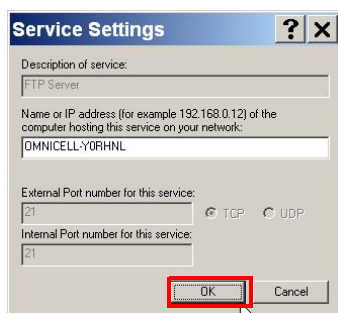 Service Settings
? ×
Description of service:
FTP Server
Name or IP address (for example 192.168.0.12) of the
computer hosting this service on your network:
OMNICELL-Y0RHNL
External Port number for this service:
21
TCP UDP
Internal Port number for this service:
21
OK Cancel